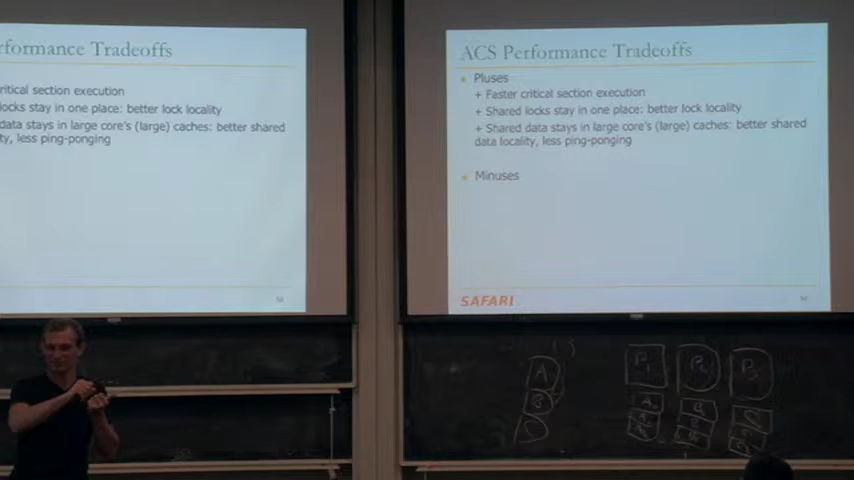 rformance Tradeoffs
ritical section execution
locks stay in one place: better lock locality
data stays in large core's (large) caches: better shared
ty, less ping-ponging
ACS Performance Tradeoffs
Pluses
+ Faster critical section execution
+ Shared locks stay in one place: better lock locality
+ Shared data stays in large core's (large) caches: better shared
data locality, less ping-ponging
Minuses
SAFARI
A
B